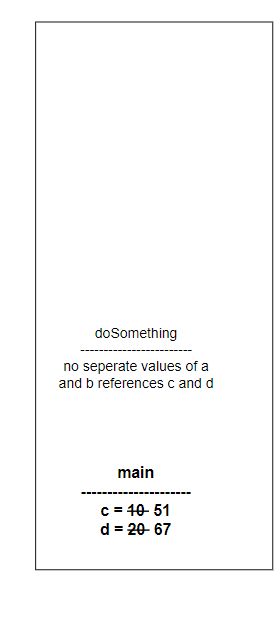 doSomething
------------------------
no seperate values of a
and b references c and d
main
---------------------
c = 10 51
d = 20 67